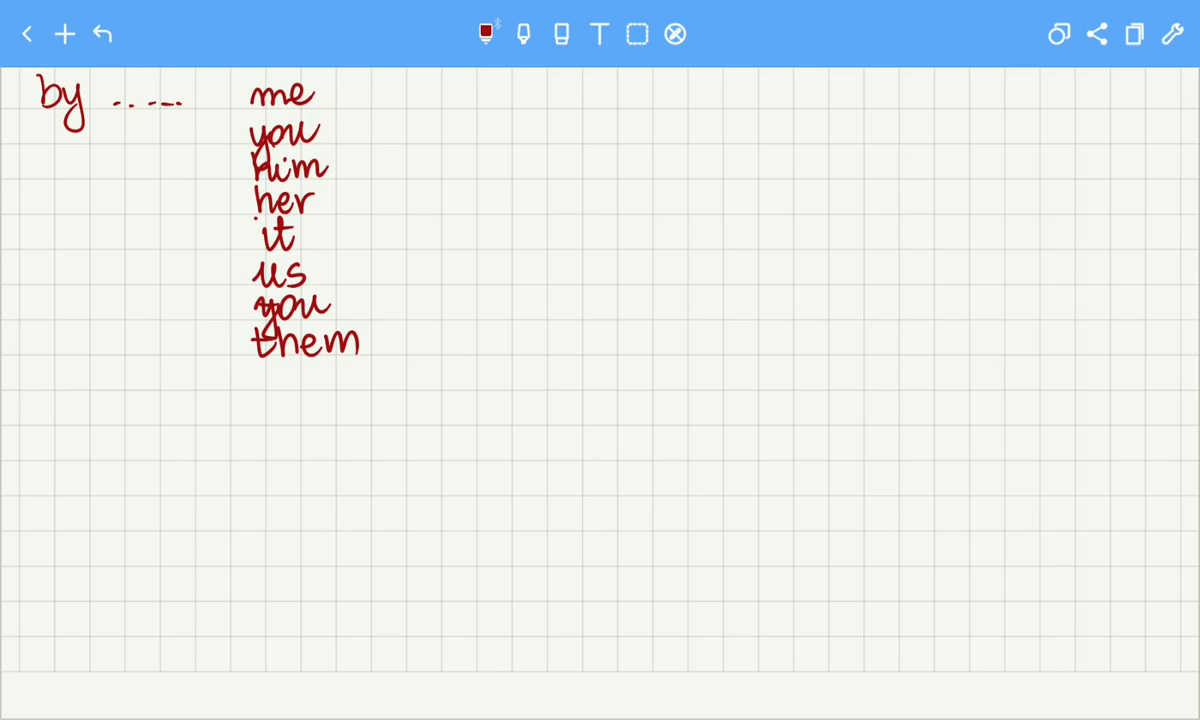 by ...... me
you
him
her
it
us
you
them